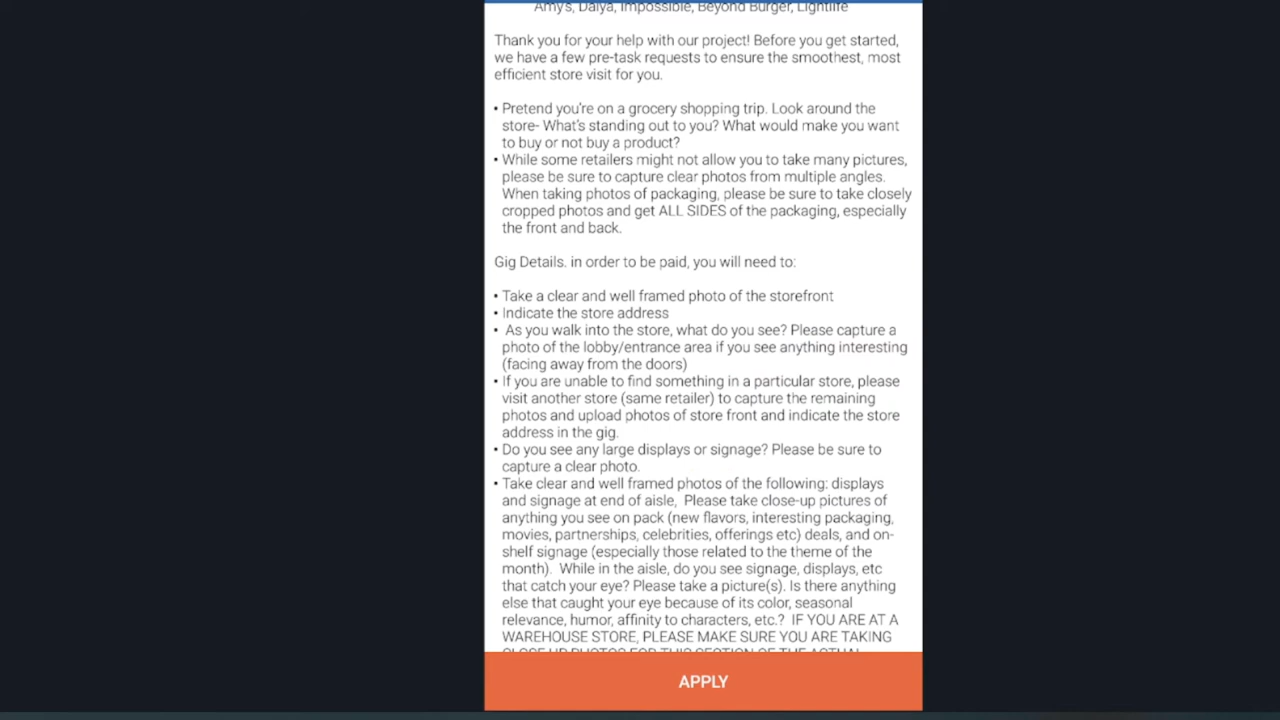 Amy's, Daiya, Impossible, Beyond Burger, Lightlife
Thank you for your help with our project! Before you get started,
we have a few pre-task requests to ensure the smoothest, most
efficient store visit for you.
• Pretend you're on a grocery shopping trip. Look around the
store- What's standing out to you? What would make you want
to buy or not buy a product?
• While some retailers might not allow you to take many pictures,
please be sure to capture clear photos from multiple angles.
When taking photos of packaging, please be sure to take closely
cropped photos and get ALL SIDES of the packaging, especially
the front and back.
Gig Details. in order to be paid, you will need to:
• Take a clear and well framed photo of the storefront
• Indicate the store address
• As you walk into the store, what do you see? Please capture a
photo of the lobby/entrance area if you see anything interesting
(facing away from the doors)
• If you are unable to find something in a particular store, please
visit another store (same retailer) to capture the remaining
photos and upload photos of store front and indicate the store
address in the gig.
• Do you see any large displays or signage? Please be sure to
capture a clear photo.
• Take clear and well framed photos of the following: displays
and signage at end of aisle, Please take close-up pictures of
anything you see on pack (new flavors, interesting packaging,
movies, partnerships, celebrities, offerings etc) deals, and on-
shelf signage (especially those related to the theme of the
month). While in the aisle, do you see signage, displays, etc
that catch your eye? Please take a picture(s). Is there anything
else that caught your eye because of its color, seasonal
relevance, humor, affinity to characters, etc.? IF YOU ARE AT A
WAREHOUSE STORE, PLEASE MAKE SURE YOU ARE TAKING
CLOSE UP PHOTOS FOR THIS SECTION OF THE ACTUAL
APPLY